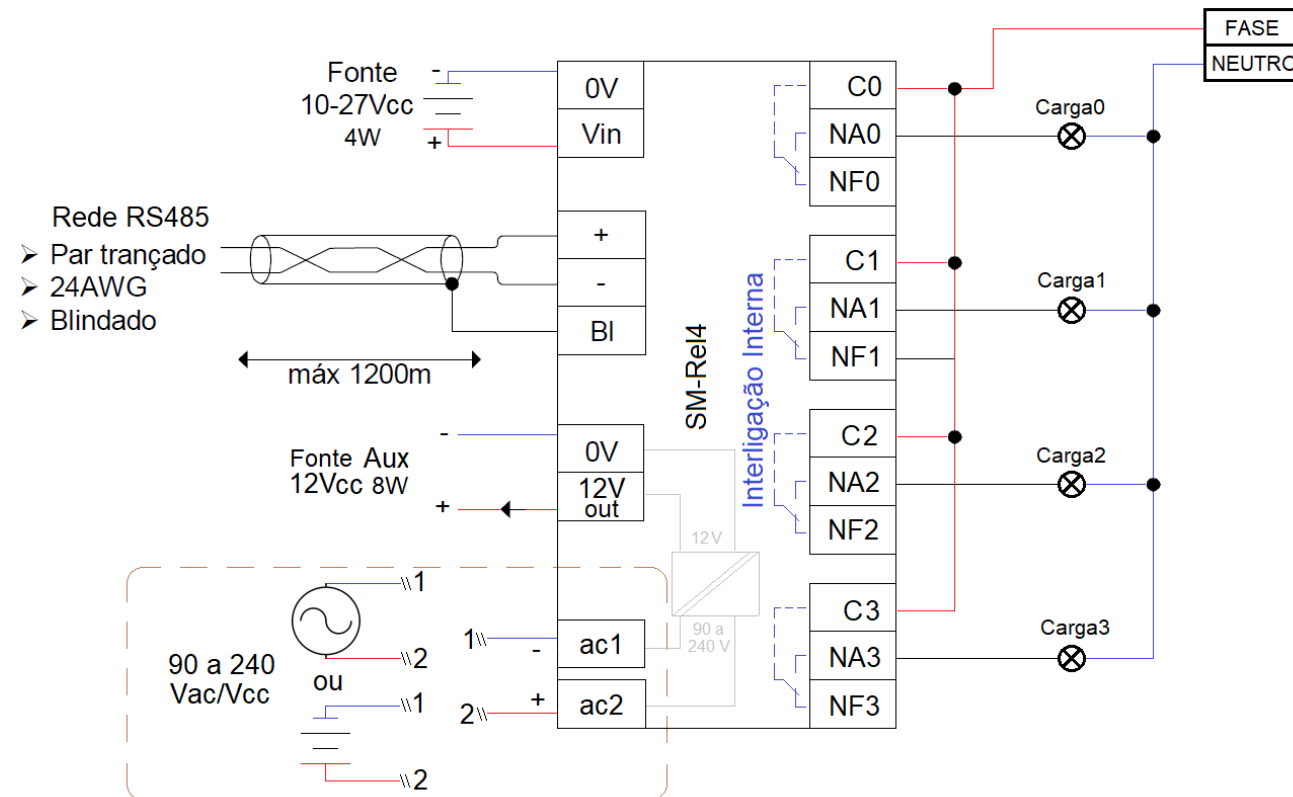 FASE
NEUTRO
Fonte
10-27Vcc
4W
-
+
0V
Vin
C0
NA0
NF0
Carga0
Rede RS485
➢ Par trançado
➢ 24AWG
➢ Blindado
máx 1200m
+
-
Bl
SM-Rel4
Interligação Interna
C1
NA1
NF1
Carga1
Fonte Aux
12Vcc 8W
-
+
0V
12V
out
12V
90 a
240 V
C2
NA2
NF2
Carga2
90 a 240
Vac/Vcc
1
2
ou
1
2
1
-
ac1
2
+
ac2
C3
NA3
NF3
Carga3